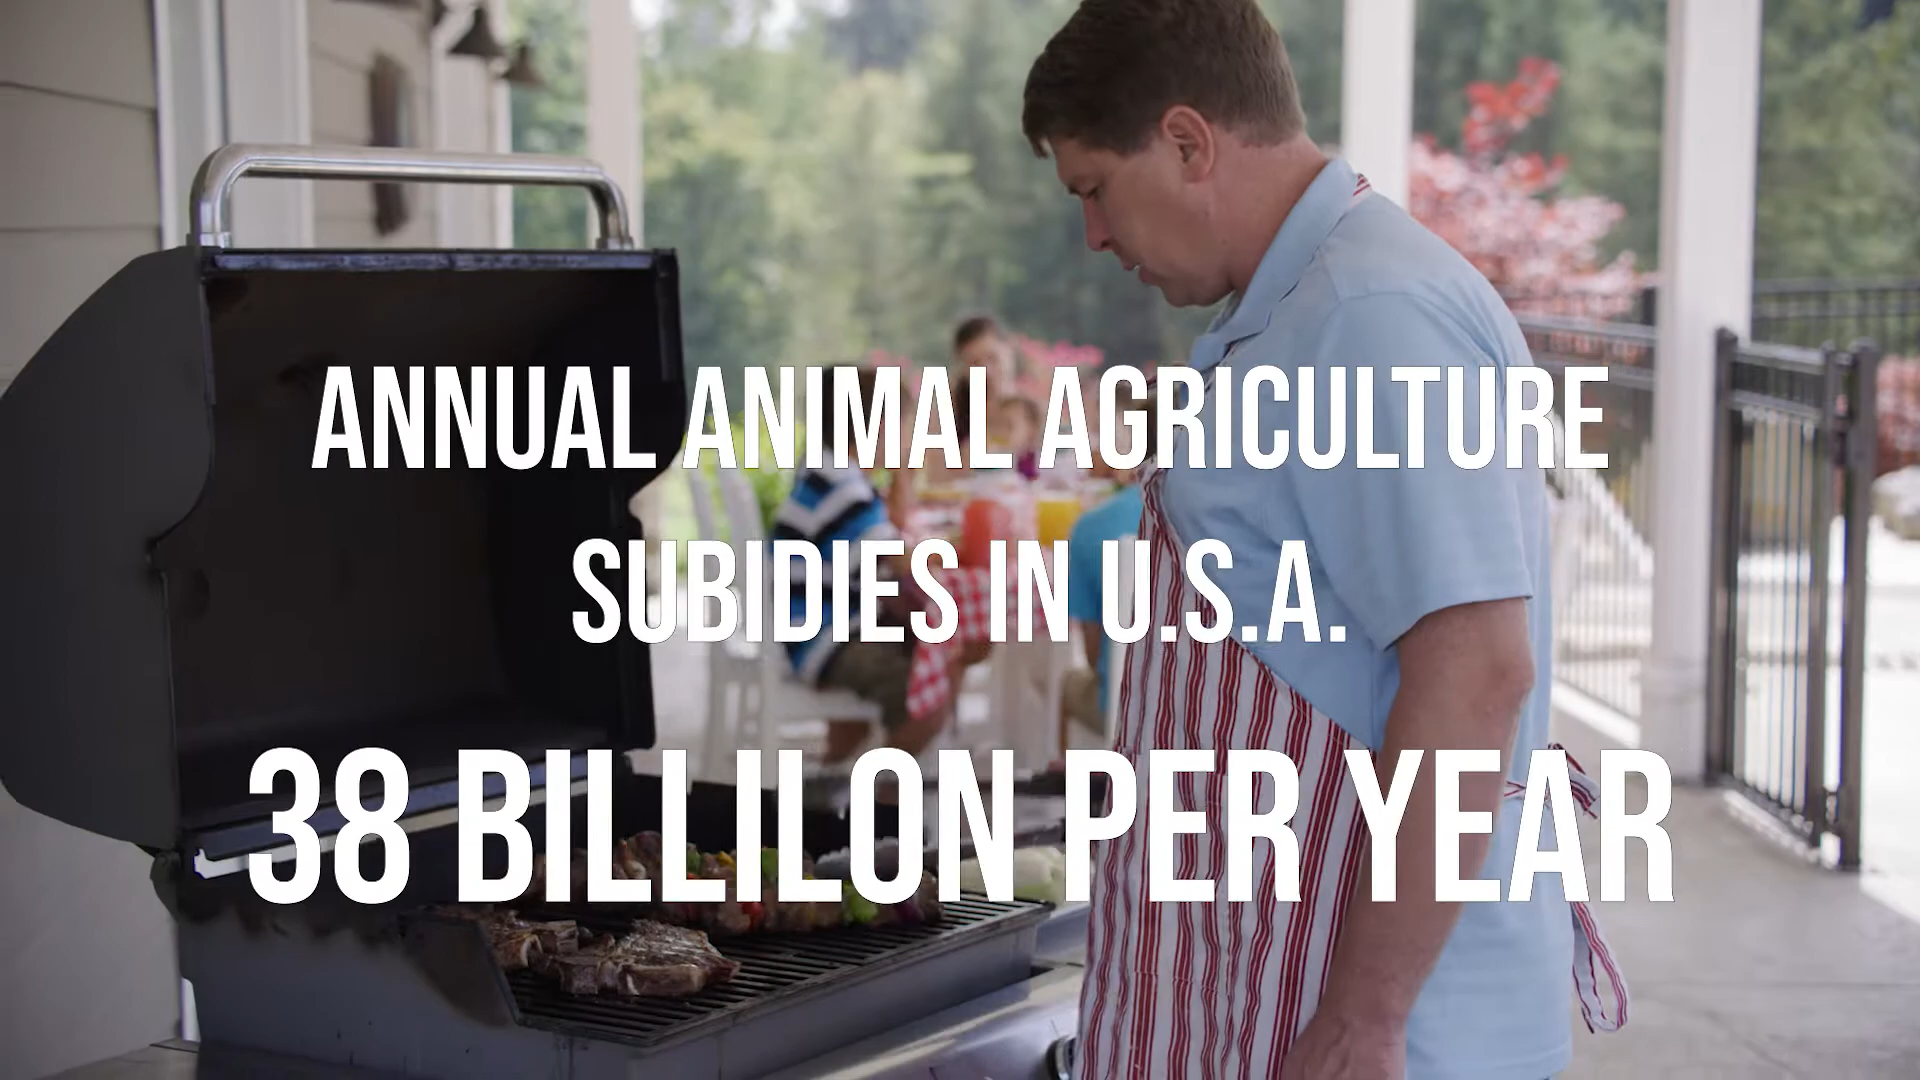 ANNUAL ANIMAL AGRICULTURE
SUBIDIES IN U.S.A.
38 BILLILON PER YEAR